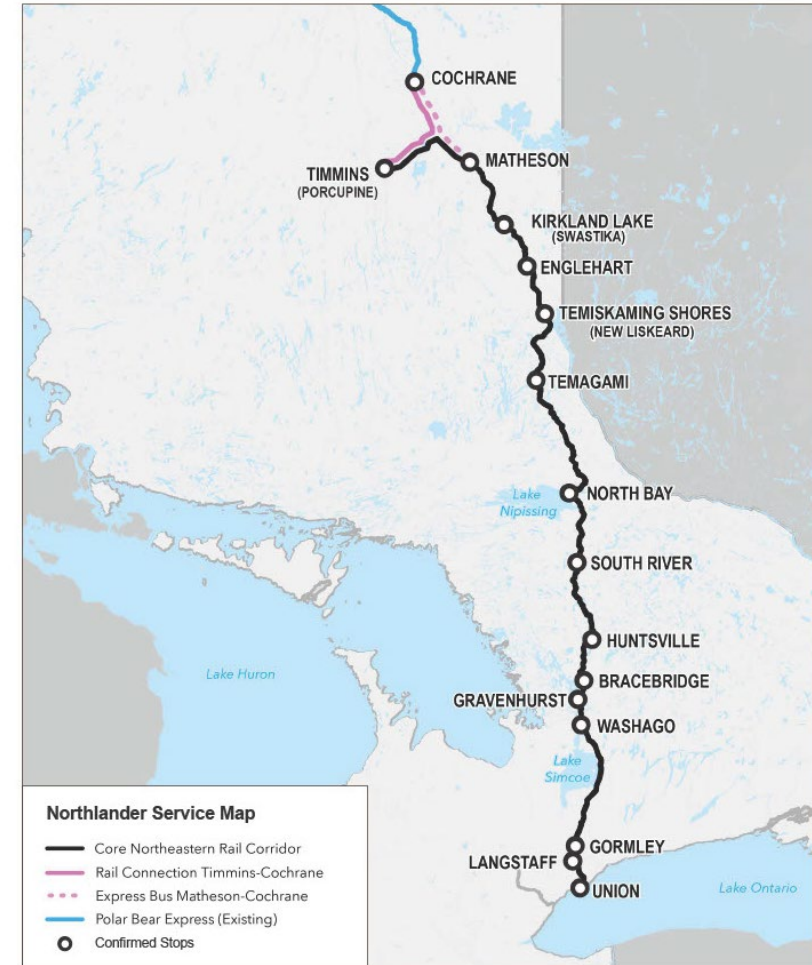 COCHRANE
TIMMINS
(PORCUPINE)
MATHESON
KIRKLAND LAKE
(SWASTIKA)
ENGLEHART
TEMISKAMING SHORES
(NEW LISKEARD)
TEMAGAMI
Lake
Nipissing
NORTH BAY
SOUTH RIVER
HUNTSVILLE
Lake Huron
BRACEBRIDGE
GRAVENHURST
WASHAGO
Lake
Simcoe
GORMLEY
LANGSTAFF
UNION
Lake Ontario
Northlander Service Map
Core Northeastern Rail Corridor
Rail Connection Timmins-Cochrane
Express Bus Matheson-Cochrane
Polar Bear Express (Existing)
Confirmed Stops